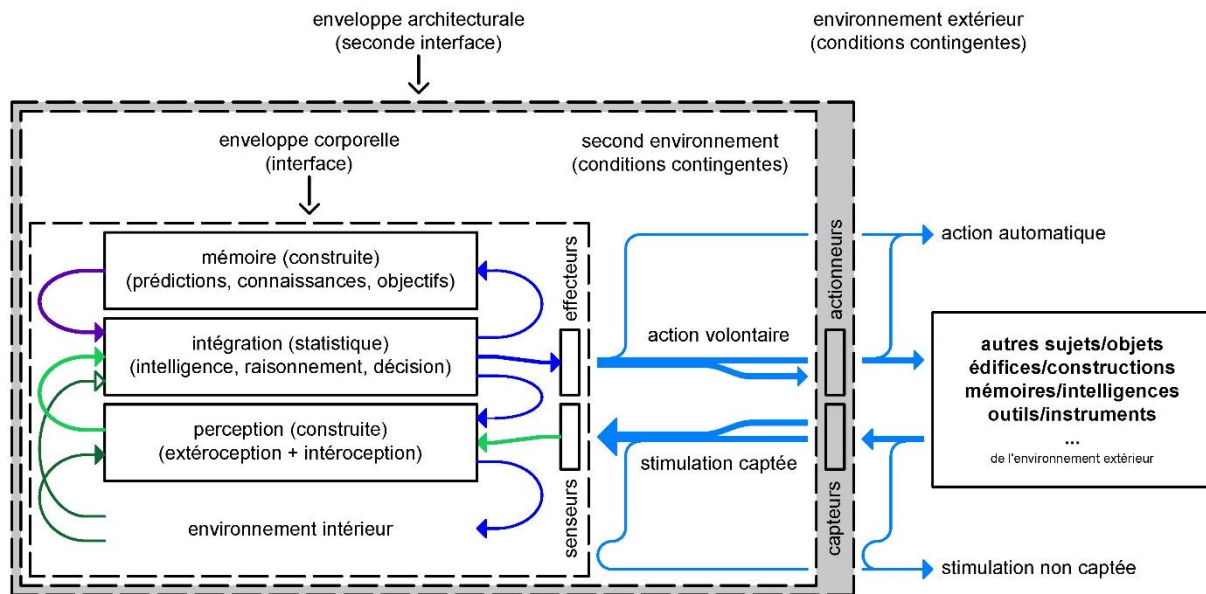 enveloppe architecturale
(seconde interface)
environnement extérieur
(conditions contingentes)
enveloppe corporelle
(interface)
second environnement
(conditions contingentes)
mémoire (construite)
(prédictions, connaissances, objectifs)
intégration (statistique)
(intelligence, raisonnement, décision)
perception (construite)
(extéroception + intéroception)
environnement intérieur
effecteurs
senseurs
action volontaire
stimulation captée
actionneurs
capteurs
action automatique
autres sujets/objets
édifices/constructions
mémoires/intelligences
outils/instruments
...
de l'environnement extérieur
stimulation non captée